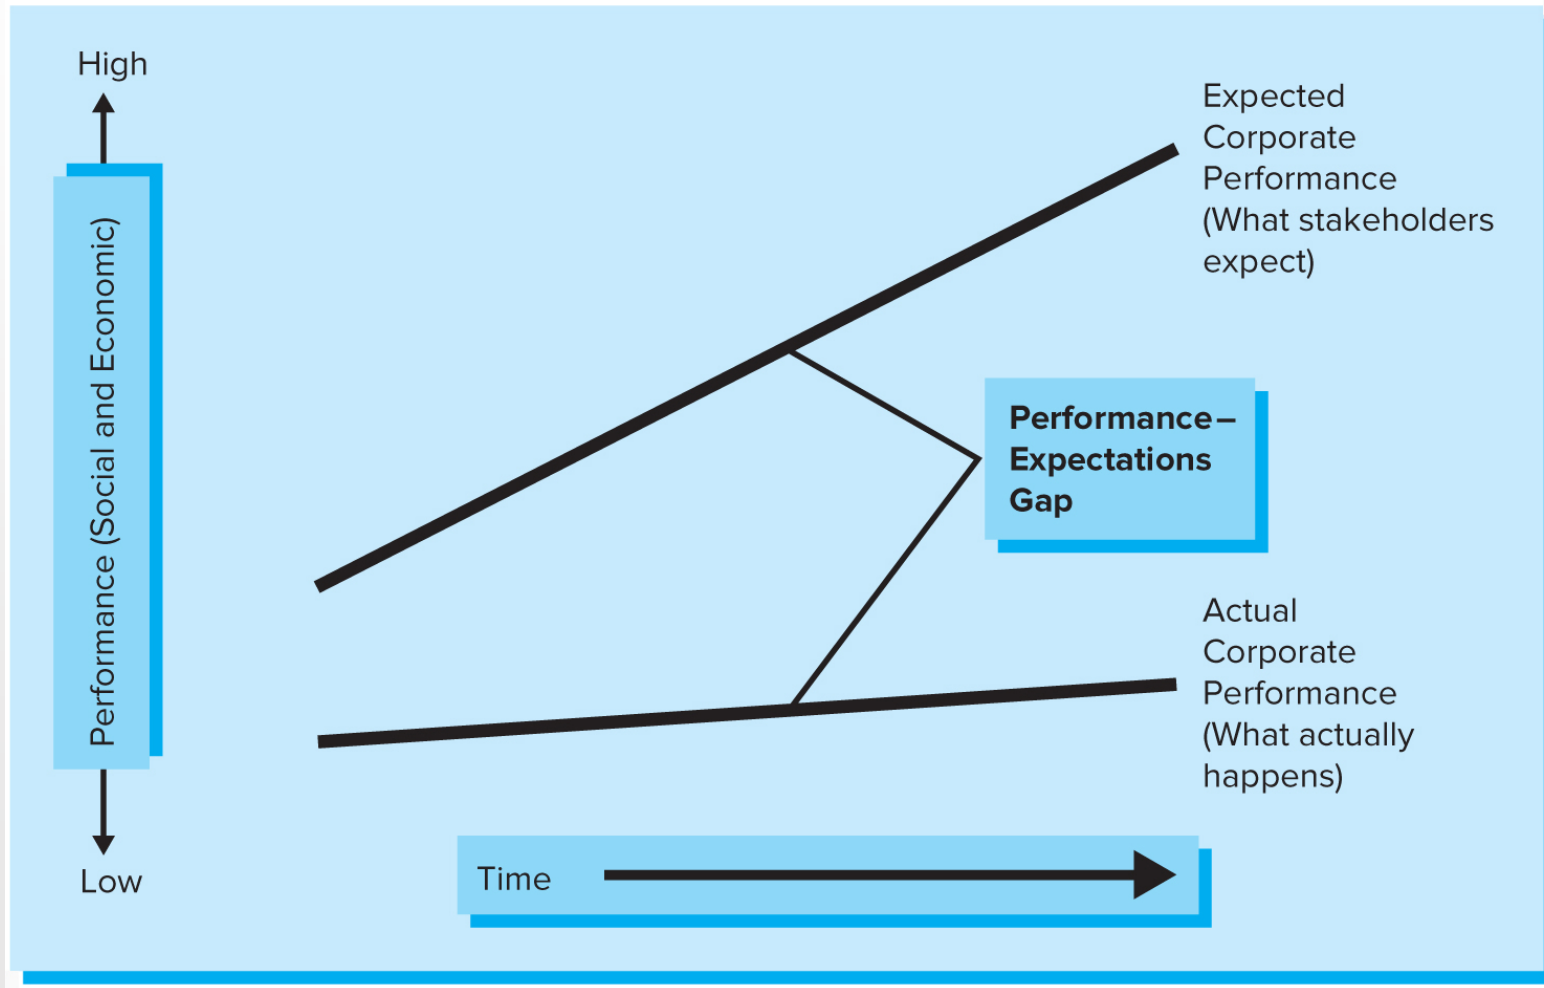 High
Performance (Social and Economic)
Low
Expected
Corporate
Performance
(What stakeholders
expect)
Performance–
Expectations
Gap
Actual
Corporate
Performance
(What actually
happens)
Time